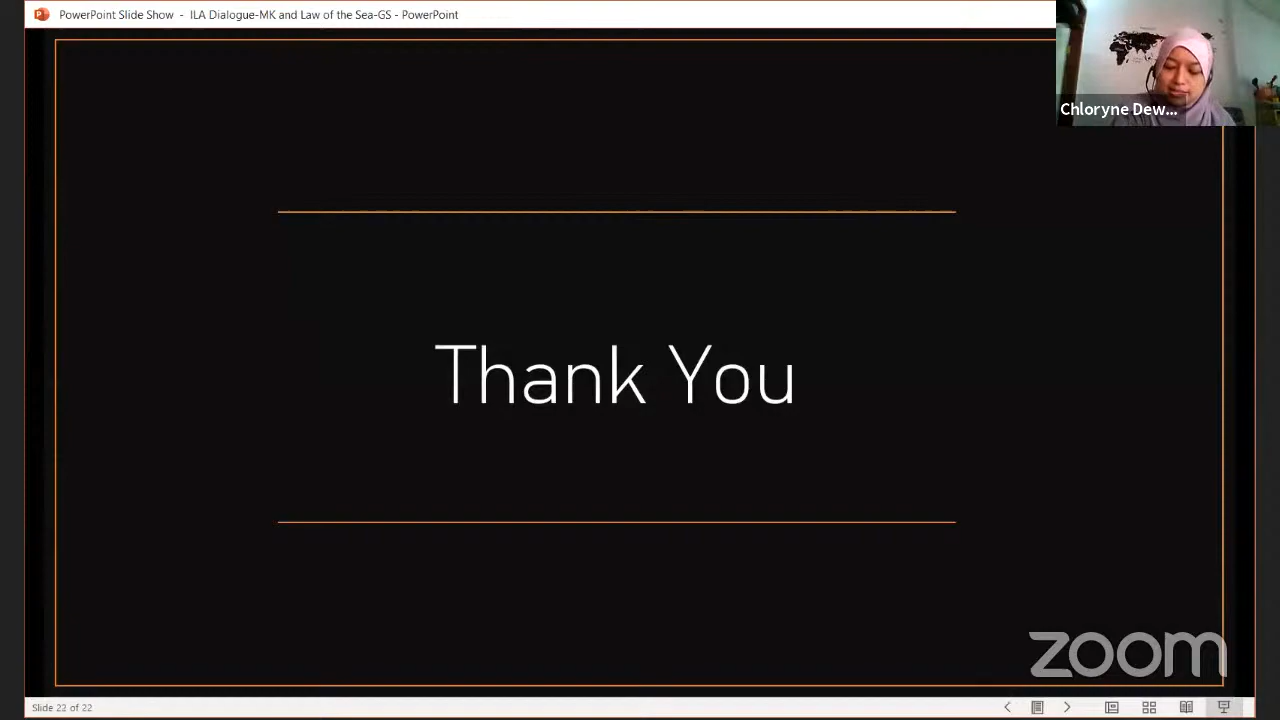 PowerPoint Slide Show - ILA Dialogue-MK and Law of the Sea-GS - PowerPoint
Chloryne Dew...
Thank You
zoom
Slide 22 of 22